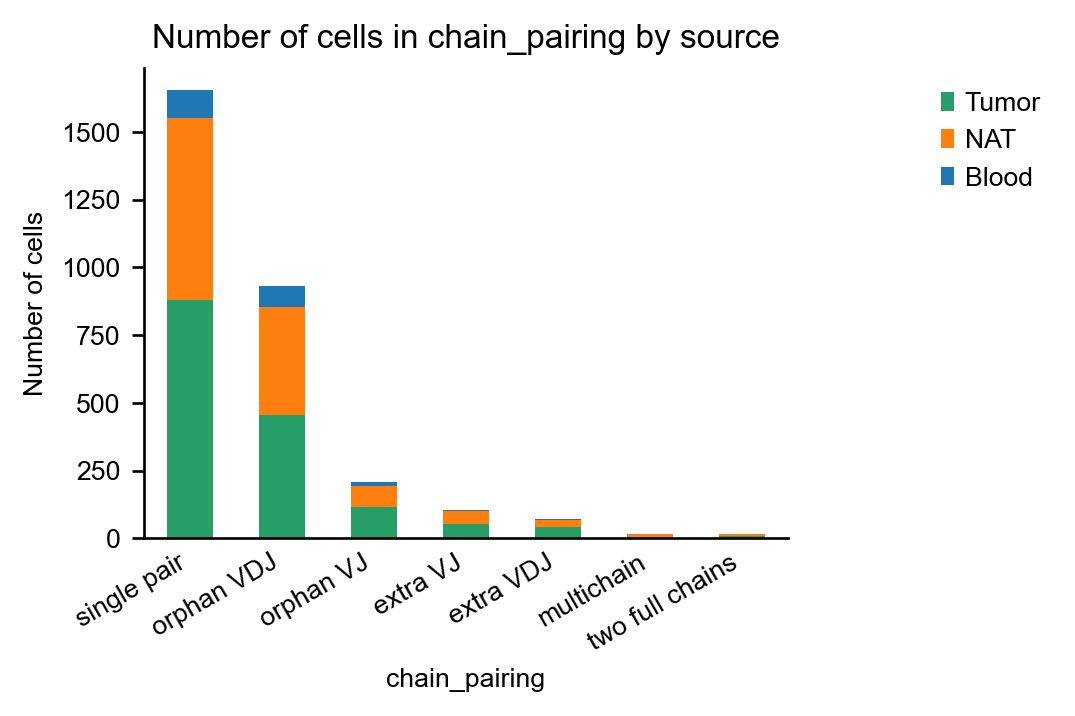 Number of cells in chain_pairing by source
Tumor
NAT
Blood
Number of cells
1500
1250
1000
750
500
250
0
single pair
orphan VDJ
orphan VJ
extra VJ
extra VDJ
multichain
two full chains
chain_pairing